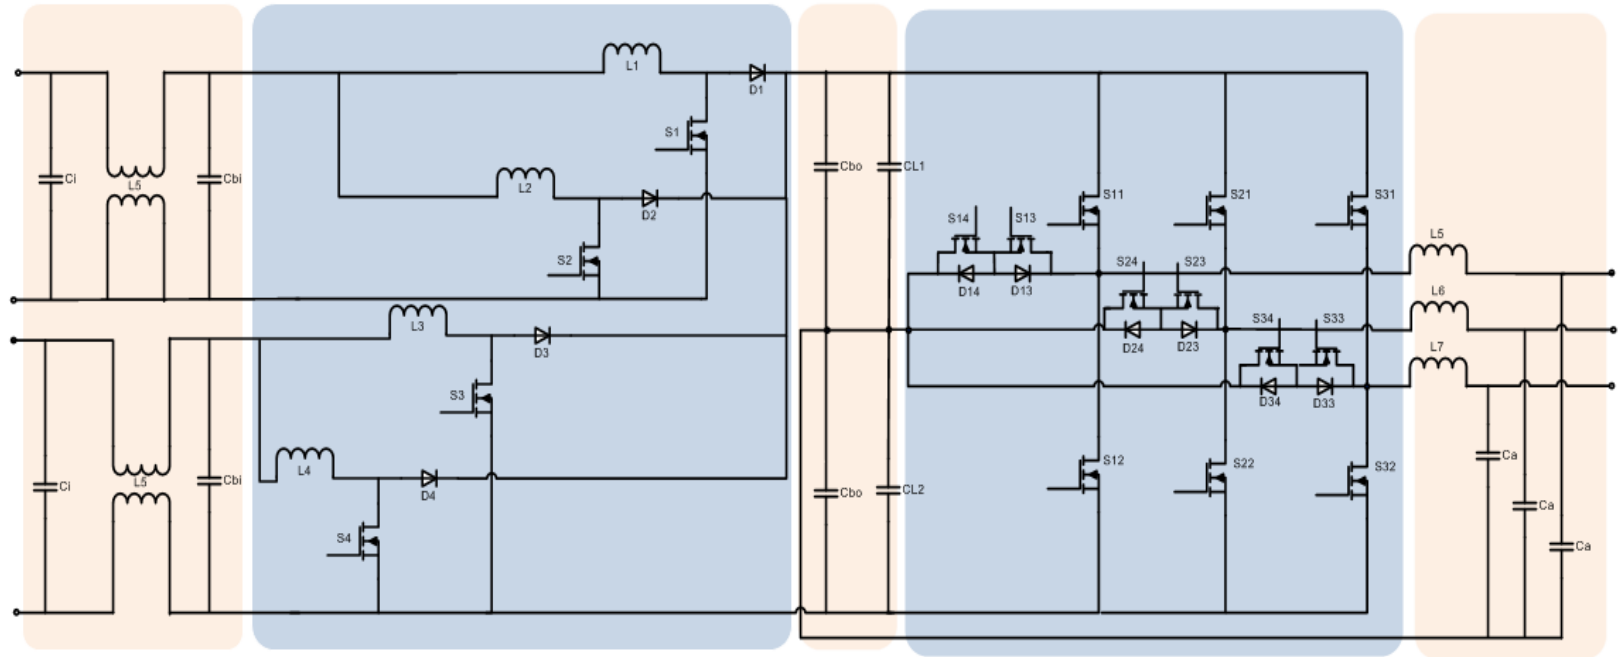 L1
D1
S1
Ci
L5
Cbi
L2
D2
S2
Cbo
CL1
S11
S21
S31
S14
S13
D14
D13
S24
S23
D24
D23
S34
S33
D34
D33
L5
L6
L7
L3
D3
S3
L4
D4
S4
Ci
L5
Cbi
Cbo
CL2
S12
S22
S32
Ca
Ca
Ca